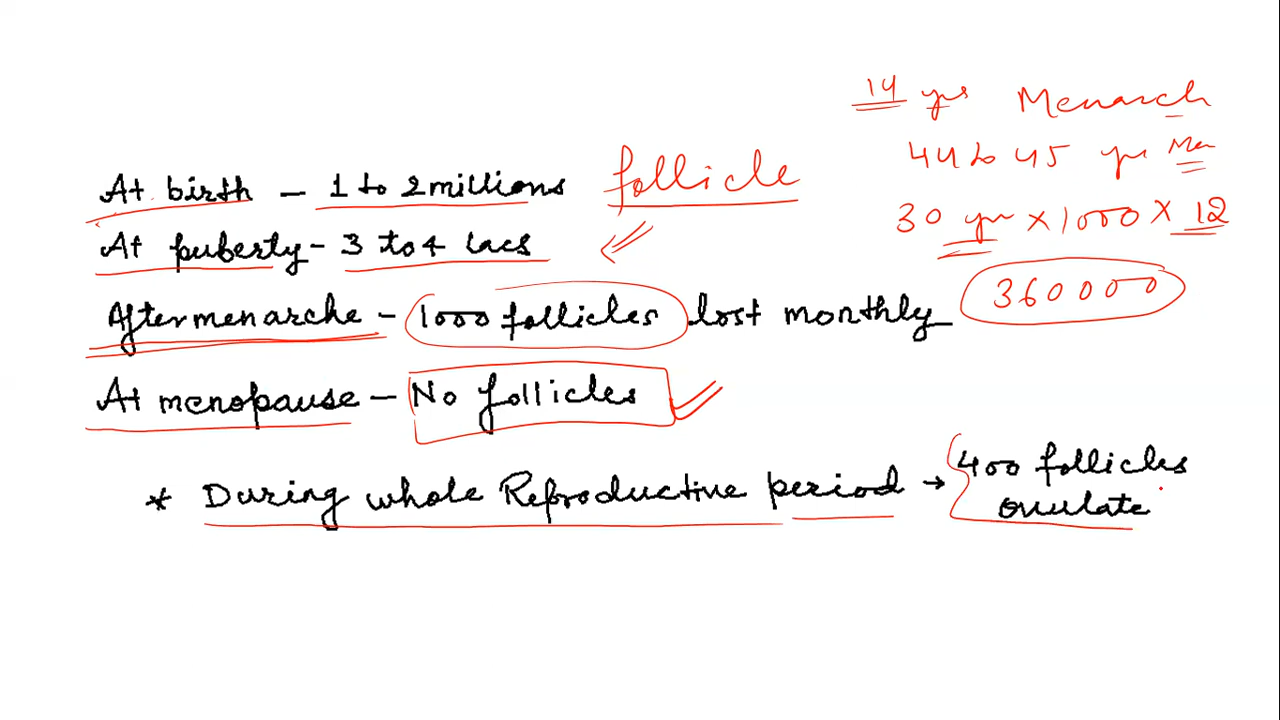 14 yrs Menarch
44 to 45 yrs Men
30 yrs × 1000 × 12
360000
At birth – 1 to 2 millions follicle
At puberty – 3 to 4 lacs
After menarche – 1000 follicles lost monthly
At menopause – No follicles
* During whole Reproductive period → 400 follicles
ovulate